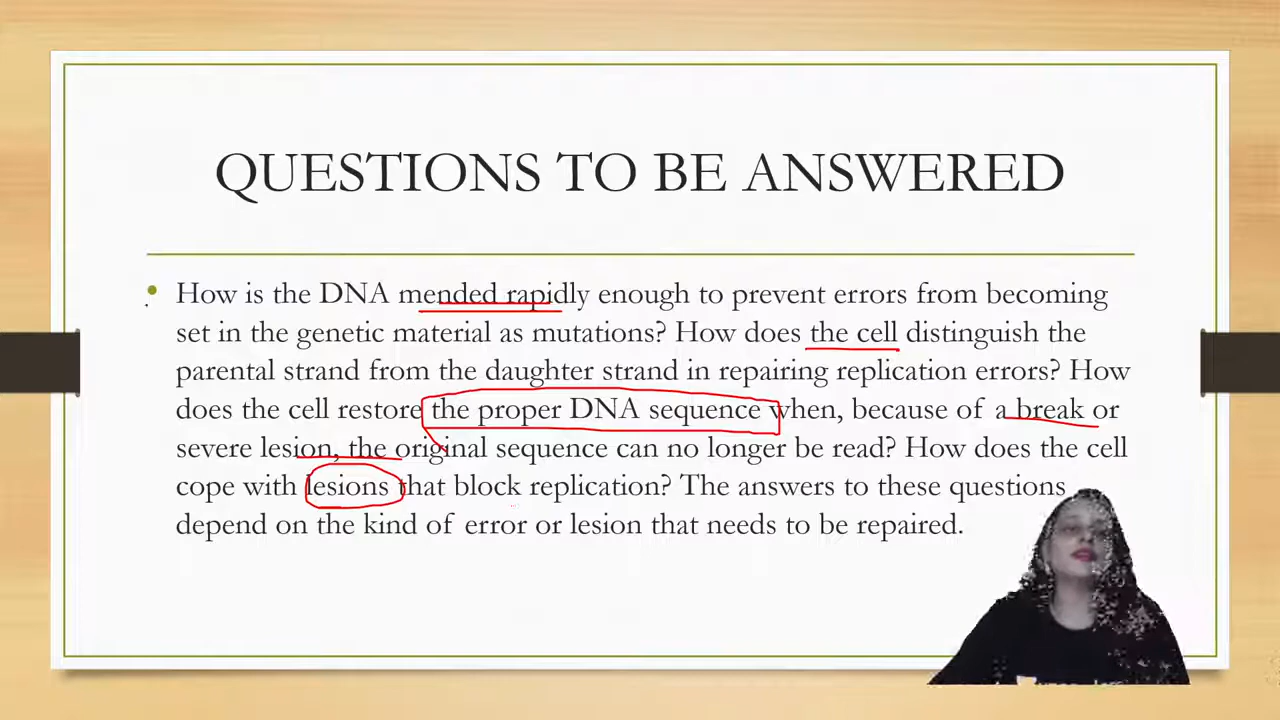 QUESTIONS TO BE ANSWERED
• How is the DNA mended rapidly enough to prevent errors from becoming
set in the genetic material as mutations? How does the cell distinguish the
parental strand from the daughter strand in repairing replication errors? How
does the cell restore the proper DNA sequence when, because of a break or
severe lesion, the original sequence can no longer be read? How does the cell
cope with lesions that block replication? The answers to these questions
depend on the kind of error or lesion that needs to be repaired.